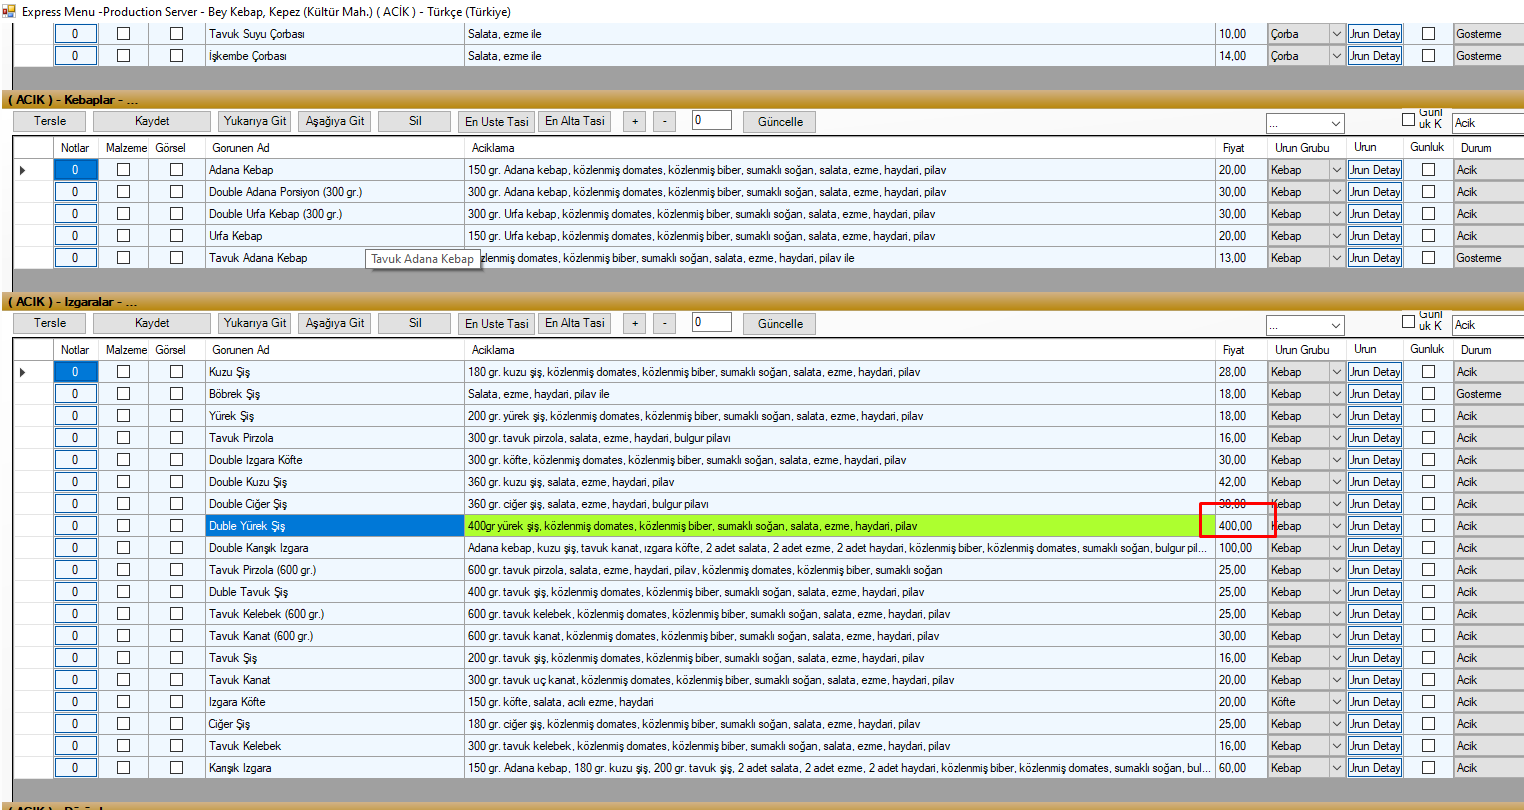 Express Menu -Production Server - Bey Kebap, Kepez (Kültür Mah.) ( ACİK ) - Türkçe (Türkiye)
0 Tavuk Suyu Çorbası Salata, ezme ile 10,00 Çorba Urun Detay Gosterme
0 İşkembe Çorbası Salata, ezme ile 14,00 Çorba Urun Detay Gosterme
( ACIK ) - Kebaplar - ...
Tersle Kaydet Yukarıya Git Aşağıya Git Sil En Uste Tasi En Alta Tasi + - 0 Güncelle ... Günl uk K Acik
Notlar Malzeme Görsel Gorunen Ad Aciklama Fiyat Urun Grubu Urun Gunluk Durum
0 Adana Kebap 150 gr. Adana kebap, közlenmiş domates, közlenmiş biber, sumaklı soğan, salata, ezme, haydari, pilav 20,00 Kebap Urun Detay Acik
0 Double Adana Porsiyon (300 gr.) 300 gr. Adana kebap, közlenmiş domates, közlenmiş biber, sumaklı soğan, salata, ezme, haydari, pilav 30,00 Kebap Urun Detay Acik
0 Double Urfa Kebap (300 gr.) 300 gr. Urfa kebap, közlenmiş domates, közlenmiş biber, sumaklı soğan, salata, ezme, haydari, pilav 30,00 Kebap Urun Detay Acik
0 Urfa Kebap 150 gr. Urfa kebap, közlenmiş domates, közlenmiş biber, sumaklı soğan, salata, ezme, haydari, pilav 20,00 Kebap Urun Detay Acik
0 Tavuk Adana Kebap Tavuk Adana Kebap zlenmiş domates, közlenmiş biber, sumaklı soğan, salata, ezme, haydari, pilav ile 13,00 Kebap Urun Detay Gosterme
( ACIK ) - Izgaralar - ...
Tersle Kaydet Yukarıya Git Aşağıya Git Sil En Uste Tasi En Alta Tasi + - 0 Güncelle ... Günl uk K Acik
Notlar Malzeme Görsel Gorunen Ad Aciklama Fiyat Urun Grubu Urun Gunluk Durum
0 Kuzu Şiş 180 gr. kuzu şiş, közlenmiş domates, közlenmiş biber, sumaklı soğan, salata, ezme, haydari, pilav 28,00 Kebap Urun Detay Acik
0 Böbrek Şiş Salata, ezme, haydari, pilav ile 18,00 Kebap Urun Detay Gosterme
0 Yürek Şiş 200 gr. yürek şiş, közlenmiş domates, közlenmiş biber, sumaklı soğan, salata, ezme, haydari, pilav 18,00 Kebap Urun Detay Acik
0 Tavuk Pirzola 300 gr. tavuk pirzola, salata, ezme, haydari, bulgur pilavı 16,00 Kebap Urun Detay Acik
0 Double Izgara Köfte 300 gr. köfte, közlenmiş domates, közlenmiş biber, sumaklı soğan, salata, ezme, haydari, pilav 30,00 Kebap Urun Detay Acik
0 Double Kuzu Şiş 360 gr. kuzu şiş, salata, ezme, haydari, pilav 42,00 Kebap Urun Detay Acik
0 Double Ciğer Şiş 360 gr. ciğer şiş, salata, ezme, haydari, bulgur pilavı 38,00 Kebap Urun Detay Acik
0 Duble Yürek Şiş 400gr yürek şiş, közlenmiş domates, közlenmiş biber, sumaklı soğan, salata, ezme, haydari, pilav 400,00 Kebap Urun Detay Acik
0 Double Karışık Izgara Adana kebap, kuzu şiş, tavuk kanat, ızgara köfte, 2 adet salata, 2 adet ezme, 2 adet haydari, közlenmiş biber, közlenmiş domates, sumaklı soğan, bulgur pil... 100,00 Kebap Urun Detay Acik
0 Tavuk Pirzola (600 gr.) 600 gr. tavuk pirzola, salata, ezme, haydari, pilav, közlenmiş domates, közlenmiş biber, sumaklı soğan 25,00 Kebap Urun Detay Acik
0 Duble Tavuk Şiş 400 gr. tavuk şiş, közlenmiş domates, közlenmiş biber, sumaklı soğan, salata, ezme, haydari, pilav 25,00 Kebap Urun Detay Acik
0 Tavuk Kelebek (600 gr.) 600 gr. tavuk kelebek, közlenmiş domates, közlenmiş biber, sumaklı soğan, salata, ezme, haydari, pilav 25,00 Kebap Urun Detay Acik
0 Tavuk Kanat (600 gr.) 600 gr. tavuk kanat, közlenmiş domates, közlenmiş biber, sumaklı soğan, salata, ezme, haydari, pilav 30,00 Kebap Urun Detay Acik
0 Tavuk Şiş 200 gr. tavuk şiş, közlenmiş domates, közlenmiş biber, sumaklı soğan, salata, ezme, haydari, pilav 16,00 Kebap Urun Detay Acik
0 Tavuk Kanat 300 gr. tavuk uç kanat, közlenmiş domates, közlenmiş biber, sumaklı soğan, salata, ezme, haydari, pilav 20,00 Kebap Urun Detay Acik
0 Izgara Köfte 150 gr. köfte, salata, acılı ezme, haydari 20,00 Köfte Urun Detay Acik
0 Ciğer Şiş 180 gr. ciğer şiş, közlenmiş domates, közlenmiş biber, sumaklı soğan, salata, ezme, haydari, pilav 25,00 Kebap Urun Detay Acik
0 Tavuk Kelebek 300 gr. tavuk kelebek, közlenmiş domates, közlenmiş biber, sumaklı soğan, salata, ezme, haydari, pilav 16,00 Kebap Urun Detay Acik
0 Karışık Izgara 150 gr. Adana kebap, 180 gr. kuzu şiş, 200 gr. tavuk şiş, 2 adet salata, 2 adet ezme, 2 adet haydari, közlenmiş biber, közlenmiş domates, sumaklı soğan, bul... 60,00 Kebap Urun Detay Acik